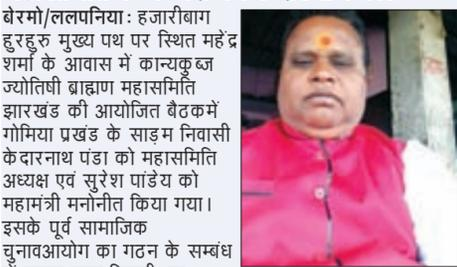 बेरमो/ललपनिया: हजारीबाग
हुरहुरु मुख्य पथ पर स्थित महेंद्र
शर्मा के आवास में कान्यकुब्ज
ज्योतिषी ब्राह्मण महासमिति
झारखंड की आयोजित बैठकमें
गोमिया प्रखंड के साड़म निवासी
केदारनाथ पंडा को महासमिति
अध्यक्ष एवं सुरेश पांडेय को
महामंत्री मनोनीत किया गया।
इसके पूर्व सामाजिक
चुनावआयोग का गठन के सम्बंध